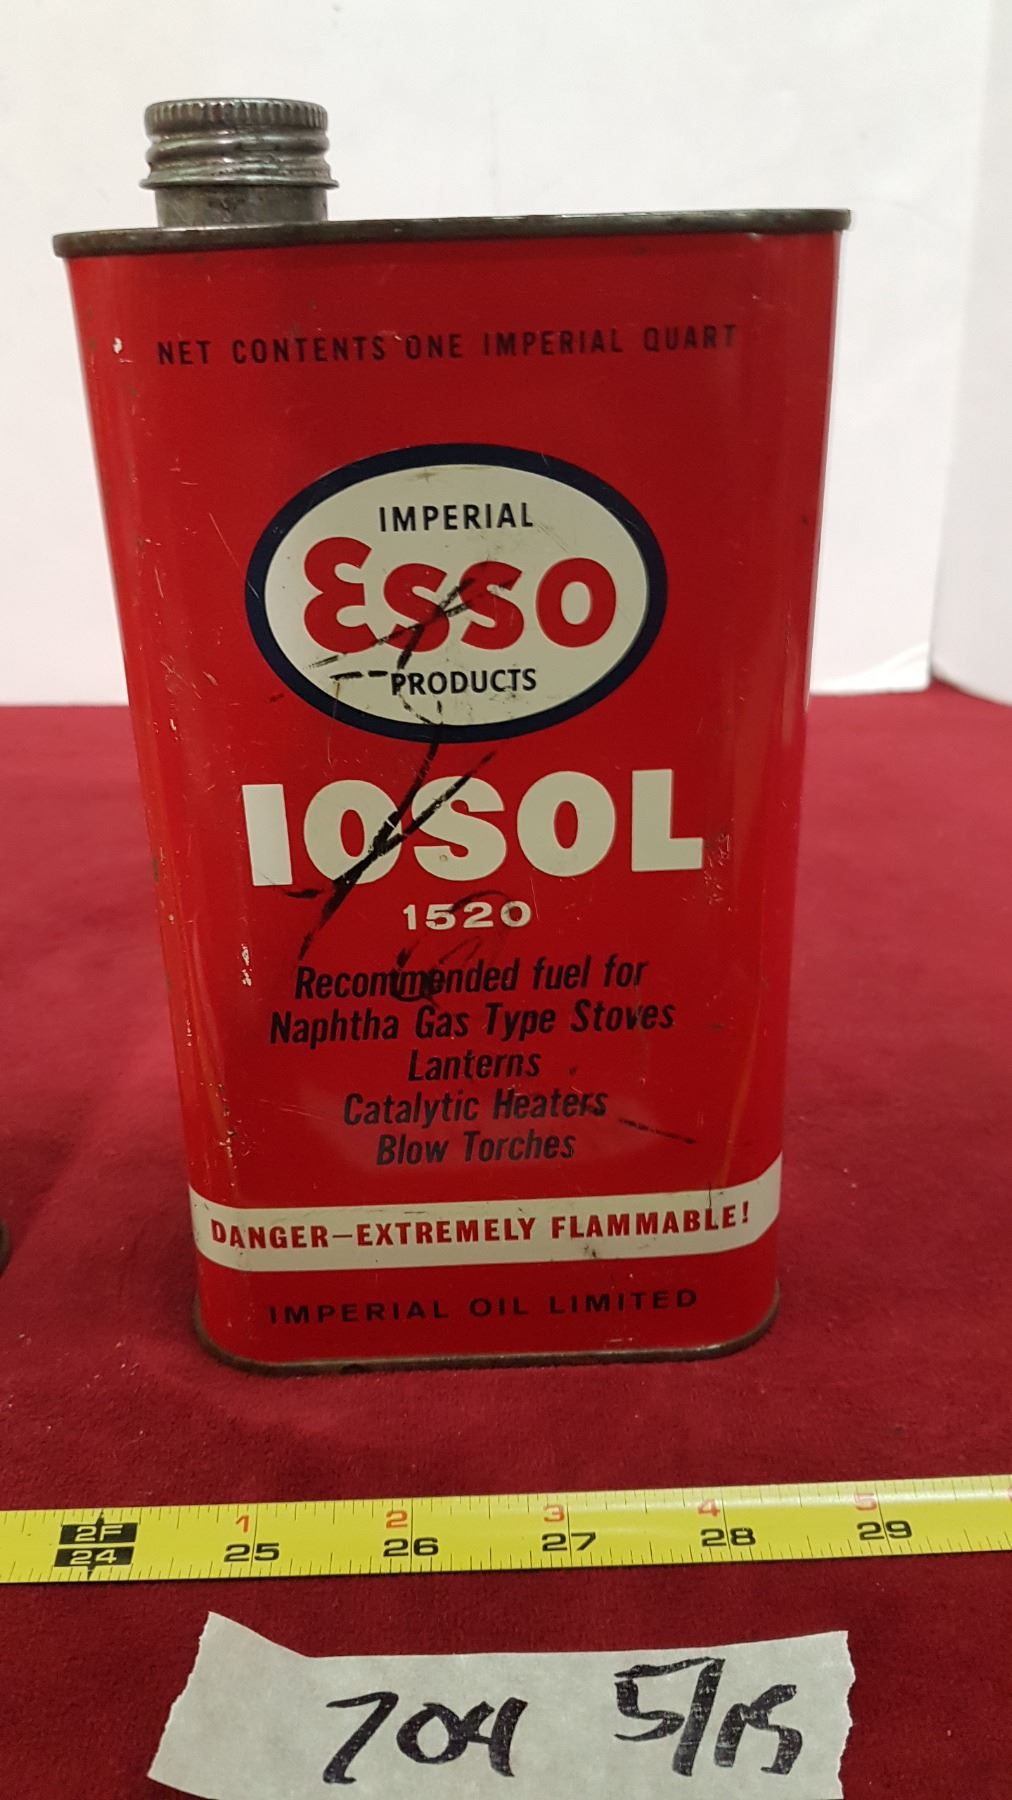 NET CONTENTS ONE IMPERIAL QUART
IMPERIAL
Esso
PRODUCTS
IOSOL
1520
Recommended fuel for
Naphtha Gas Type Stoves
Lanterns
Catalytic Heaters
Blow Torches
DANGER—EXTREMELY FLAMMABLE!
IMPERIAL OIL LIMITED
2F 1 2 3 4 5
24 25 26 27 28 29
704 5/15